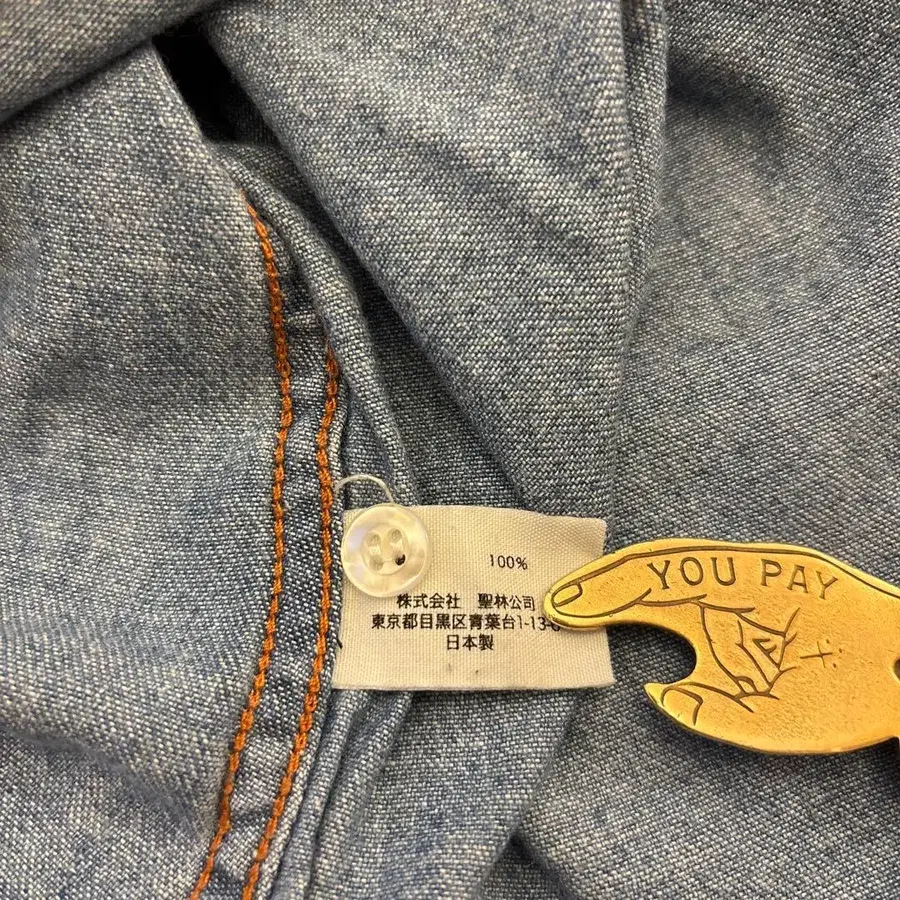 100%
株式会社 聖林公司
東京都目黒区青葉台1-13-
日本製
YOU PAY